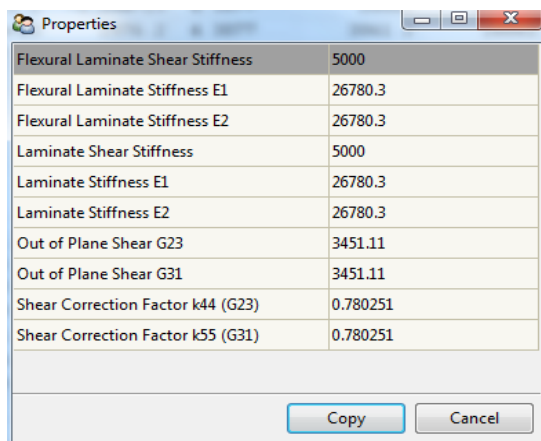 Properties
Flexural Laminate Shear Stiffness 5000
Flexural Laminate Stiffness E1 26780.3
Flexural Laminate Stiffness E2 26780.3
Laminate Shear Stiffness 5000
Laminate Stiffness E1 26780.3
Laminate Stiffness E2 26780.3
Out of Plane Shear G23 3451.11
Out of Plane Shear G31 3451.11
Shear Correction Factor k44 (G23) 0.780251
Shear Correction Factor k55 (G31) 0.780251
Copy Cancel